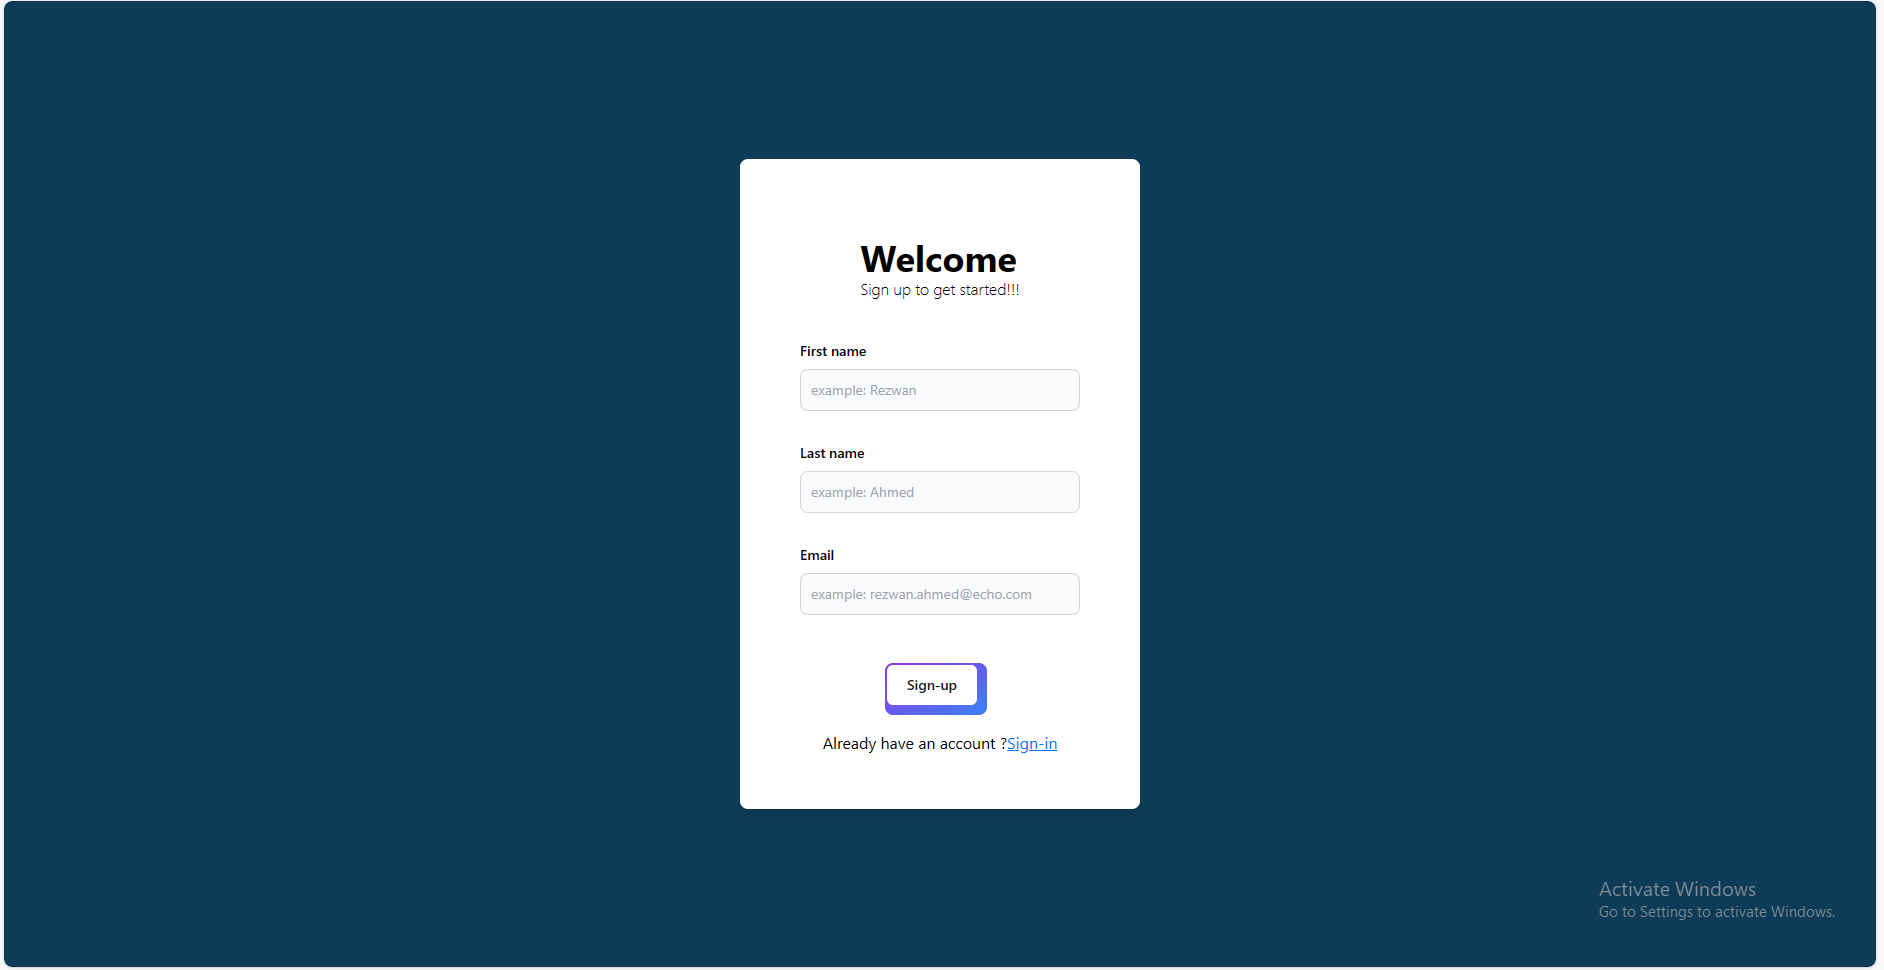 Welcome
Sign up to get started!!!
First name
example: Rezwan
Last name
example: Ahmed
Email
example: rezwan.ahmed@echo.com
Sign-up
Already have an account ?Sign-in
Activate Windows
Go to Settings to activate Windows.